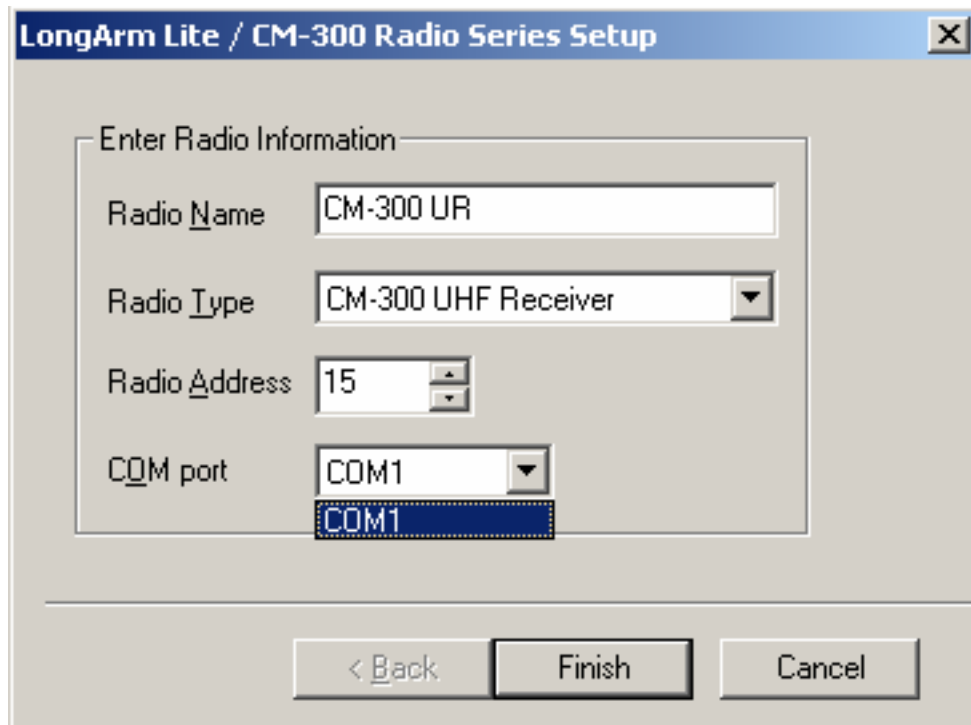 LongArm Lite / CM-300 Radio Series Setup
Enter Radio Information
Radio Name CM-300 UR
Radio Type CM-300 UHF Receiver
Radio Address 15
COM port COM1
COM1
< Back Finish Cancel